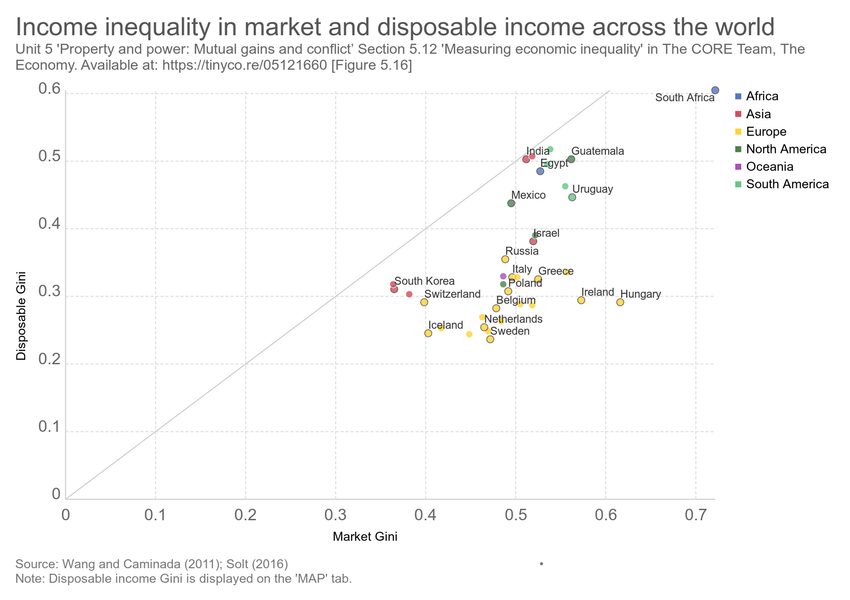 Income inequality in market and disposable income across the world
Unit 5 'Property and power: Mutual gains and conflict' Section 5.12 'Measuring economic inequality' in The CORE Team, The
Economy. Available at: https://tinyco.re/05121660 [Figure 5.16]
0.6
0.5
0.4
0.3
0.2
0.1
0
Disposable Gini
South Africa
India
Guatemala
Egypt
Mexico
Uruguay
Israel
Russia
Italy
Greece
South Korea
Poland
Switzerland
Ireland
Hungary
Belgium
Iceland
Netherlands
Sweden
Africa
Asia
Europe
North America
Oceania
South America
0
0.1
0.2
0.3
0.4
0.5
0.6
0.7
Market Gini
Source: Wang and Caminada (2011); Solt (2016)
Note: Disposable income Gini is displayed on the 'MAP' tab.